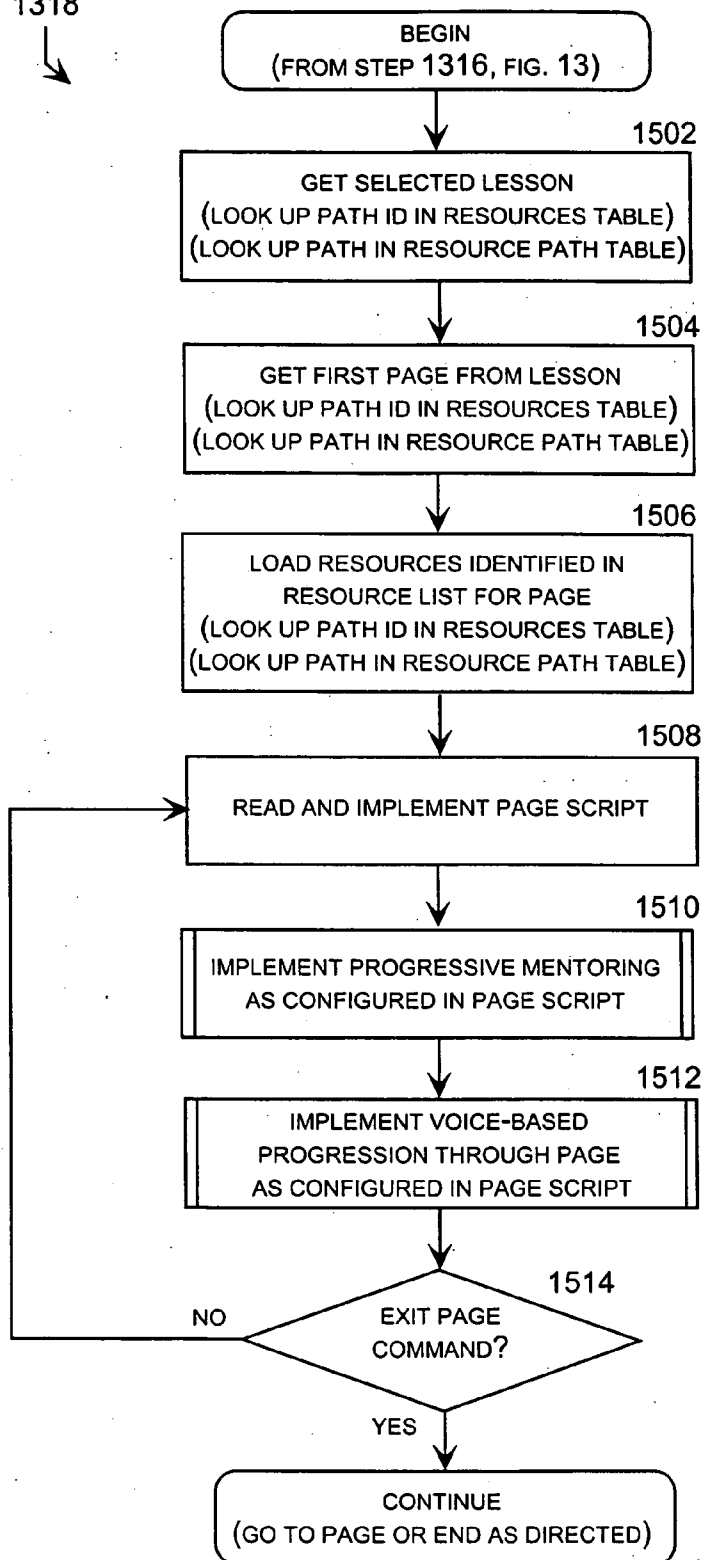 1318
BEGIN
(FROM STEP 1316, FIG. 13)
1502
GET SELECTED LESSON
(LOOK UP PATH ID IN RESOURCES TABLE)
(LOOK UP PATH IN RESOURCE PATH TABLE)
1504
GET FIRST PAGE FROM LESSON
(LOOK UP PATH ID IN RESOURCES TABLE)
(LOOK UP PATH IN RESOURCE PATH TABLE)
1506
LOAD RESOURCES IDENTIFIED IN
RESOURCE LIST FOR PAGE
(LOOK UP PATH ID IN RESOURCES TABLE)
(LOOK UP PATH IN RESOURCE PATH TABLE)
1508
READ AND IMPLEMENT PAGE SCRIPT
1510
IMPLEMENT PROGRESSIVE MENTORING
AS CONFIGURED IN PAGE SCRIPT
1512
IMPLEMENT VOICE-BASED
PROGRESSION THROUGH PAGE
AS CONFIGURED IN PAGE SCRIPT
1514
NO
EXIT PAGE
COMMAND?
YES
CONTINUE
(GO TO PAGE OR END AS DIRECTED)